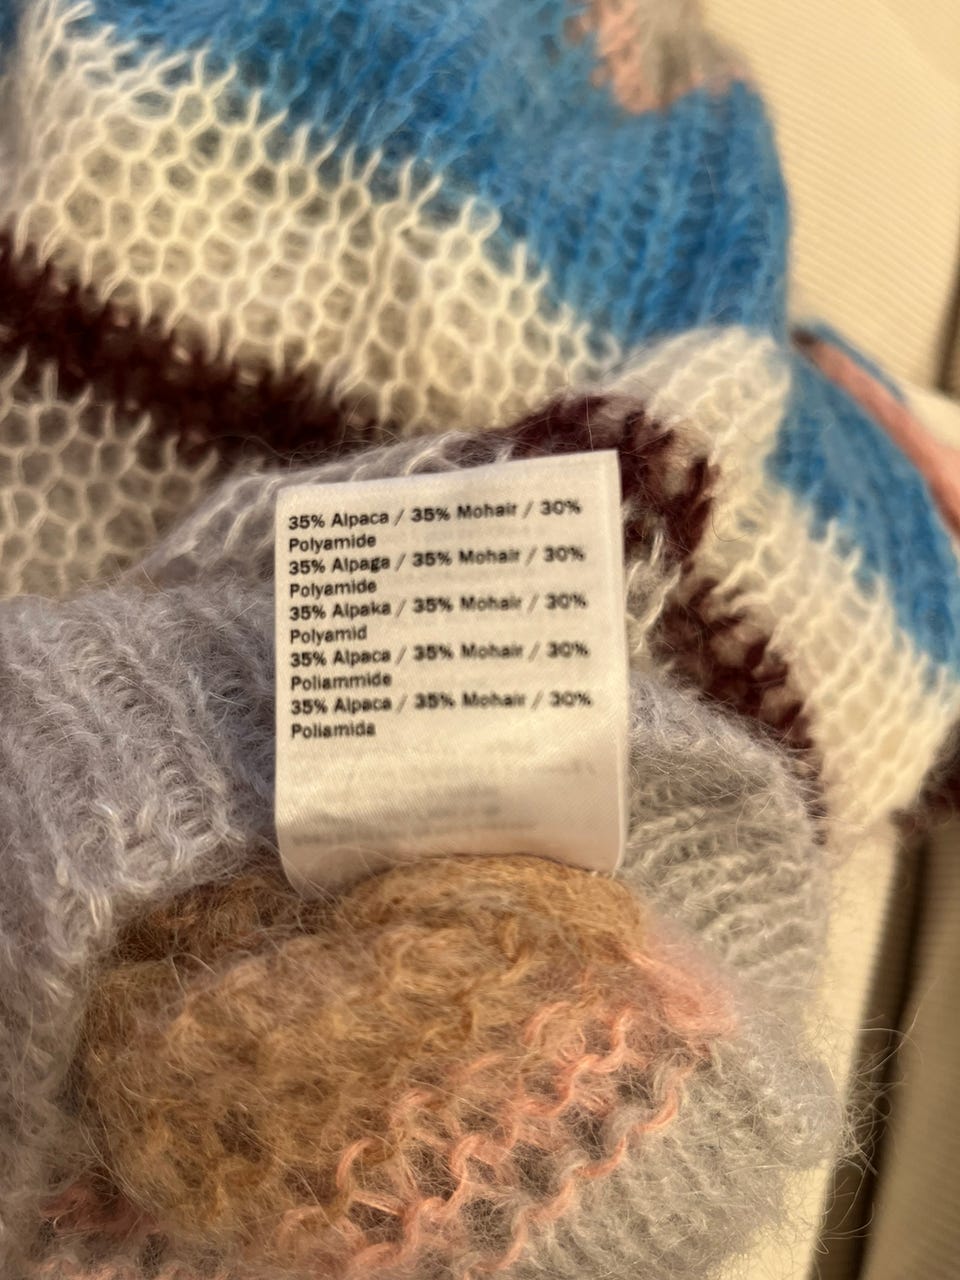 35% Alpaca / 35% Mohair / 30%
Polyamide
35% Alpaga / 35% Mohair / 30%
Polyamide
35% Alpaka / 35% Mohair / 30%
Polyamid
35% Alpaca / 35% Mohair / 30%
Poliammide
35% Alpaca / 35% Mohair / 30%
Poliamida